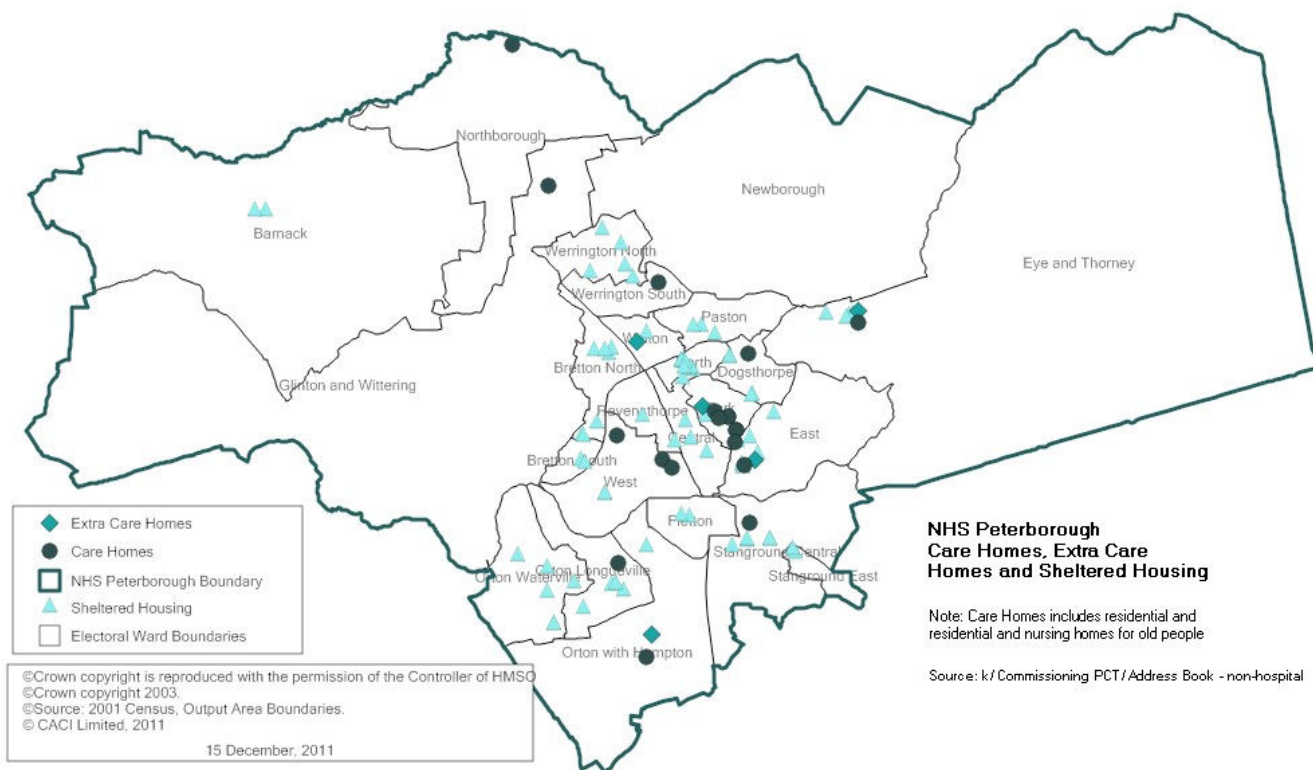 Northborough
Newborough
Barnack
Werrington North
Eye and Thorney
Werrington South
Paston
Walton
Bretton North
North
Dogsthorpe
Glinton and Wittering
Ravensthorpe
Park
Central
East
Bretton South
West
Fletton
Stanground Central
Stanground East
Orton Longueville
Orton Waterville
Orton with Hampton
Extra Care Homes
Care Homes
NHS Peterborough Boundary
Sheltered Housing
Electoral Ward Boundaries
©Crown copyright is reproduced with the permission of the Controller of HMSO
©Crown copyright 2003.
©Source: 2001 Census, Output Area Boundaries.
© CACI Limited, 2011
15 December, 2011
NHS Peterborough
Care Homes, Extra Care
Homes and Sheltered Housing
Note: Care Homes includes residential and
residential and nursing homes for old people
Source: k/Commissioning PCT/Address Book - non-hospital